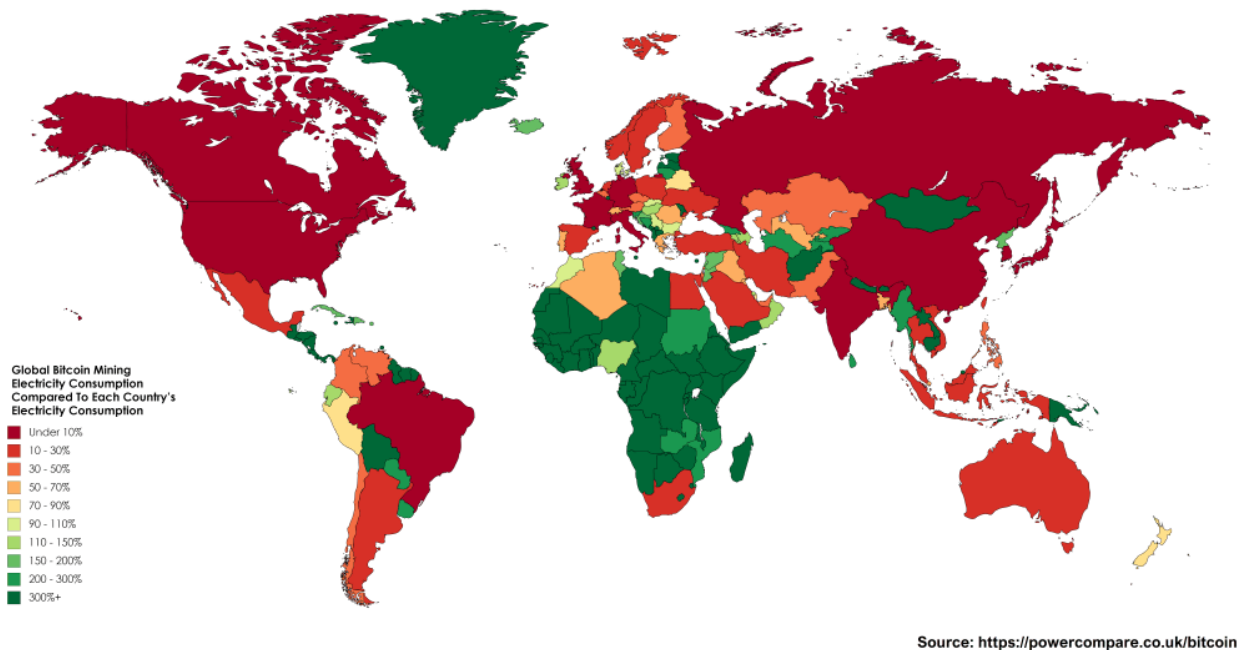 Global Bitcoin Mining
Electricity Consumption
Compared To Each Country's
Electricity Consumption
Under 10%
10 - 30%
30 - 50%
50 - 70%
70 - 90%
90 - 110%
110 - 150%
150 - 200%
200 - 300%
300%+
Source: https://powercompare.co.uk/bitcoin